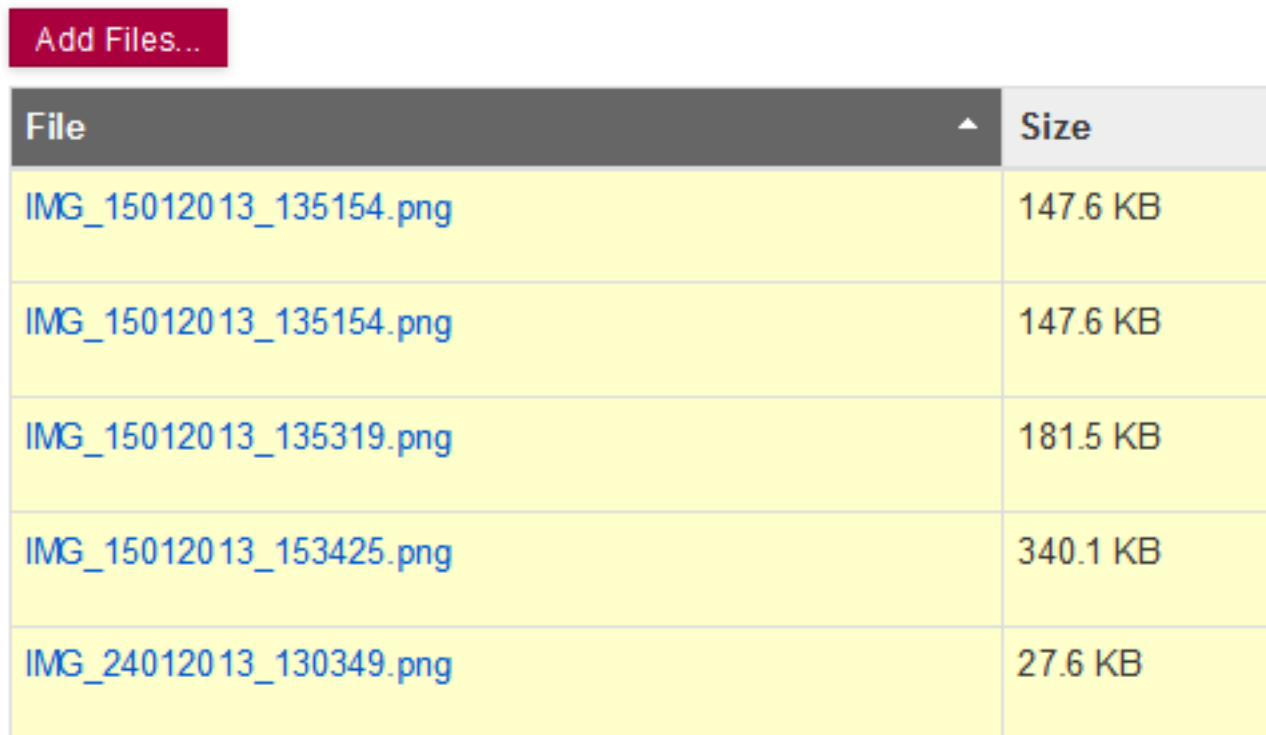 Add Files...
File Size
IMG_15012013_135154.png 147.6 KB
IMG_15012013_135154.png 147.6 KB
IMG_15012013_135319.png 181.5 KB
IMG_15012013_153425.png 340.1 KB
IMG_24012013_130349.png 27.6 KB